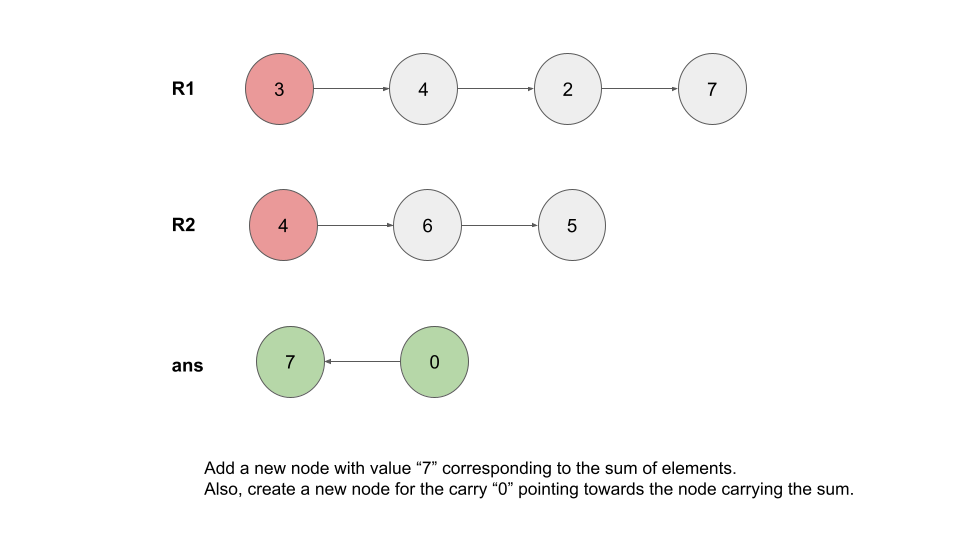 R1 3 4 2 7
R2 4 6 5
ans 7 0
Add a new node with value “7” corresponding to the sum of elements.
Also, create a new node for the carry “0” pointing towards the node carrying the sum.